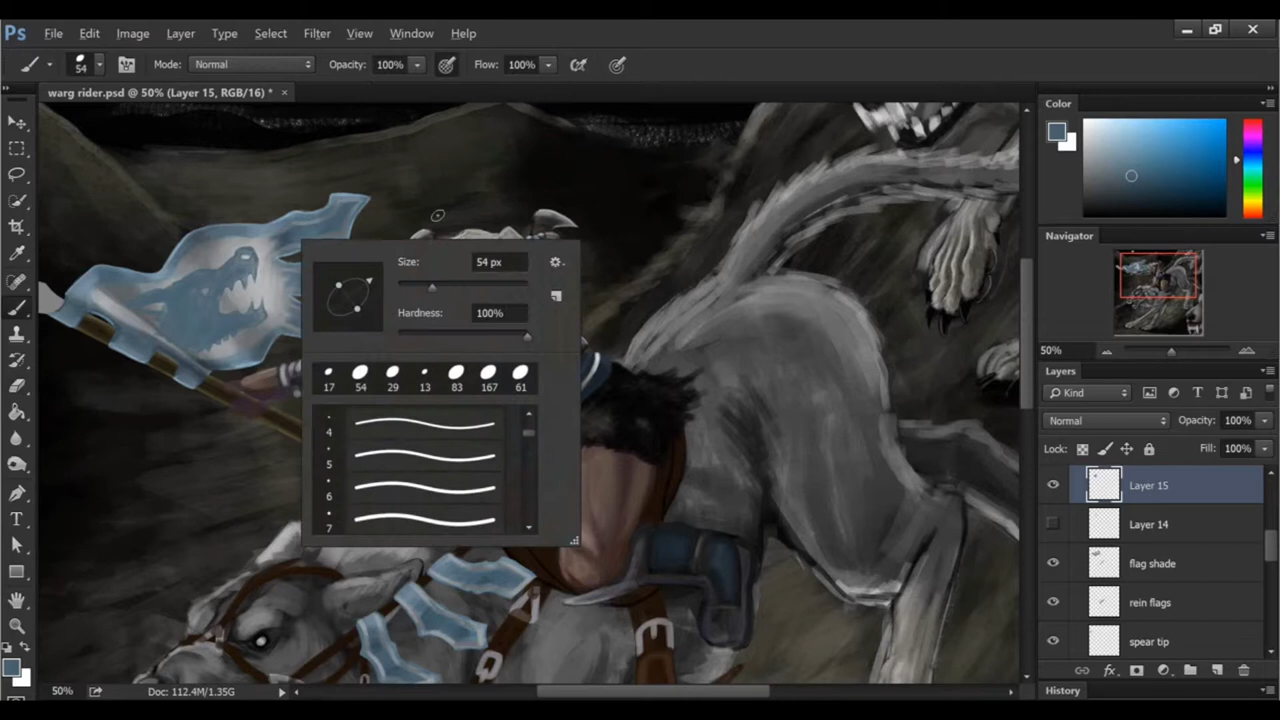 Ps File Edit Image Layer Type Select Filter View Window Help
54 Mode: Normal Opacity: 100% Flow: 100%
warg rider.psd @ 50% (Layer 15, RGB/16) * ×
Color
Navigator
50%
Size: 54 px
Hardness: 100%
17 54 29 13 83 167 61
4
5
6
7
Layers
Kind
Normal Opacity: 100%
Lock: Fill: 100%
Layer 15
Layer 14
flag shade
rein flags
spear tip
fx
History
50% Doc: 112.4M/1.35G